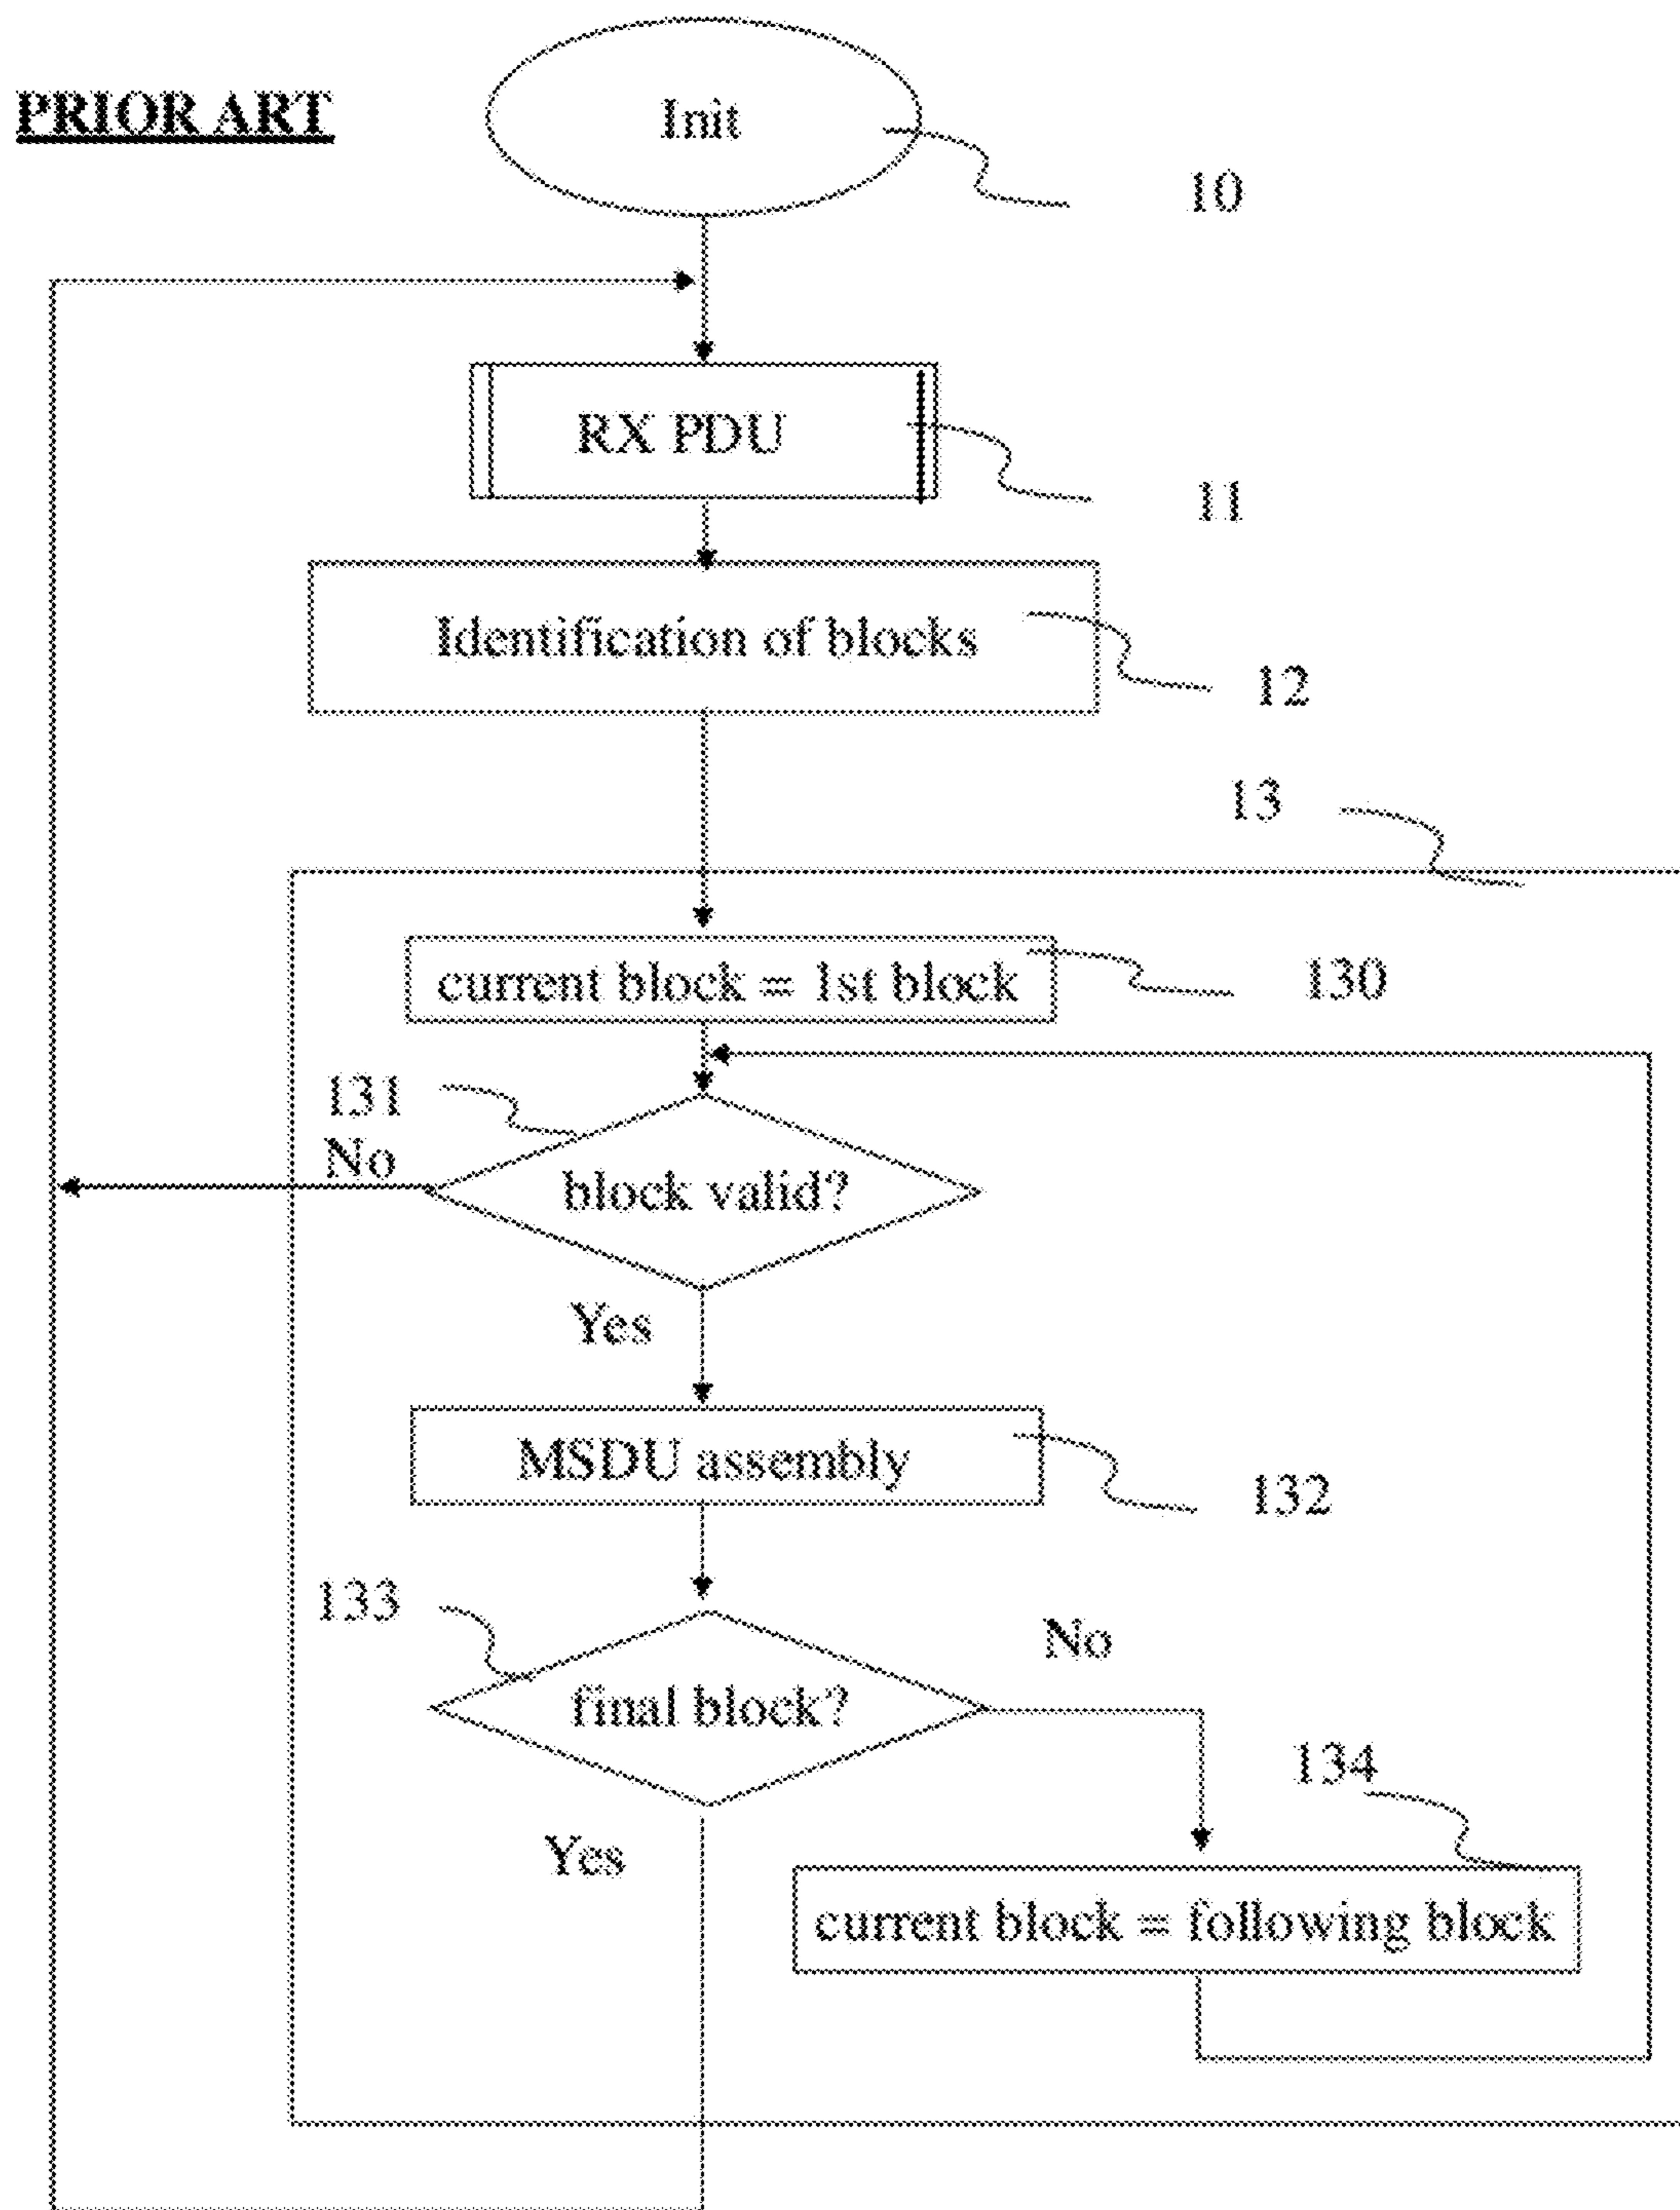 PRIOR ART
Init
10
RX PDU
11
Identification of blocks
12
13
current block = 1st block
130
131
No
block valid?
Yes
MSDU assembly
132
133
No
final block?
134
Yes
current block = following block